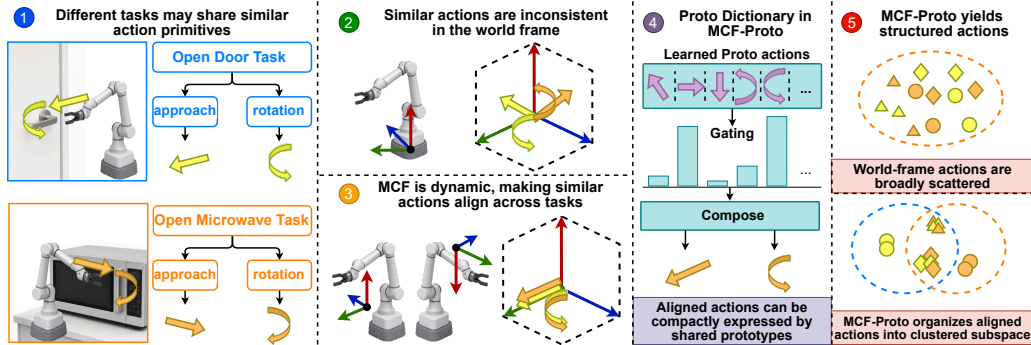 1
Different tasks may share similar
action primitives
Open Door Task
approach
rotation
Open Microwave Task
approach
rotation
2
Similar actions are inconsistent
in the world frame
3
MCF is dynamic, making similar
actions align across tasks
4
Proto Dictionary in
MCF-Proto
Learned Proto actions
...
Gating
...
Compose
Aligned actions can be
compactly expressed by
shared prototypes
5
MCF-Proto yields
structured actions
World-frame actions are
broadly scattered
MCF-Proto organizes aligned
actions into clustered subspace